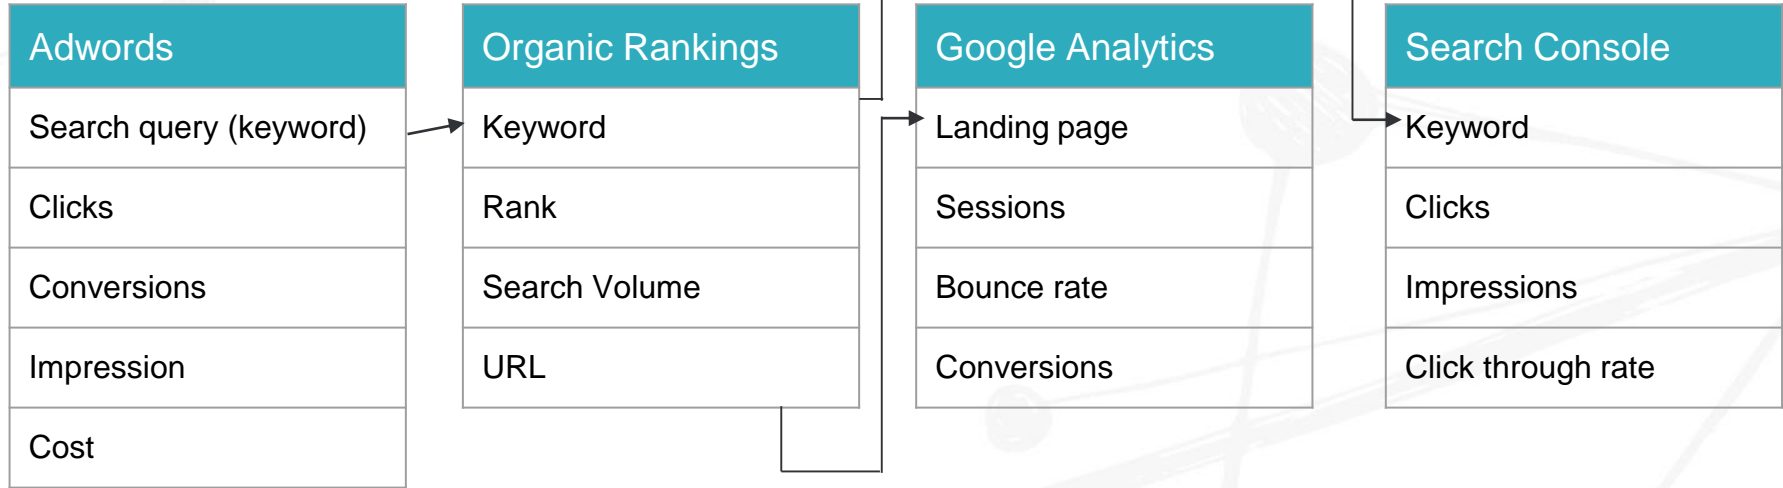 Adwords
Search query (keyword)
Clicks
Conversions
Impression
Cost
Organic Rankings
Keyword
Rank
Search Volume
URL
Google Analytics
Landing page
Sessions
Bounce rate
Conversions
Search Console
Keyword
Clicks
Impressions
Click through rate